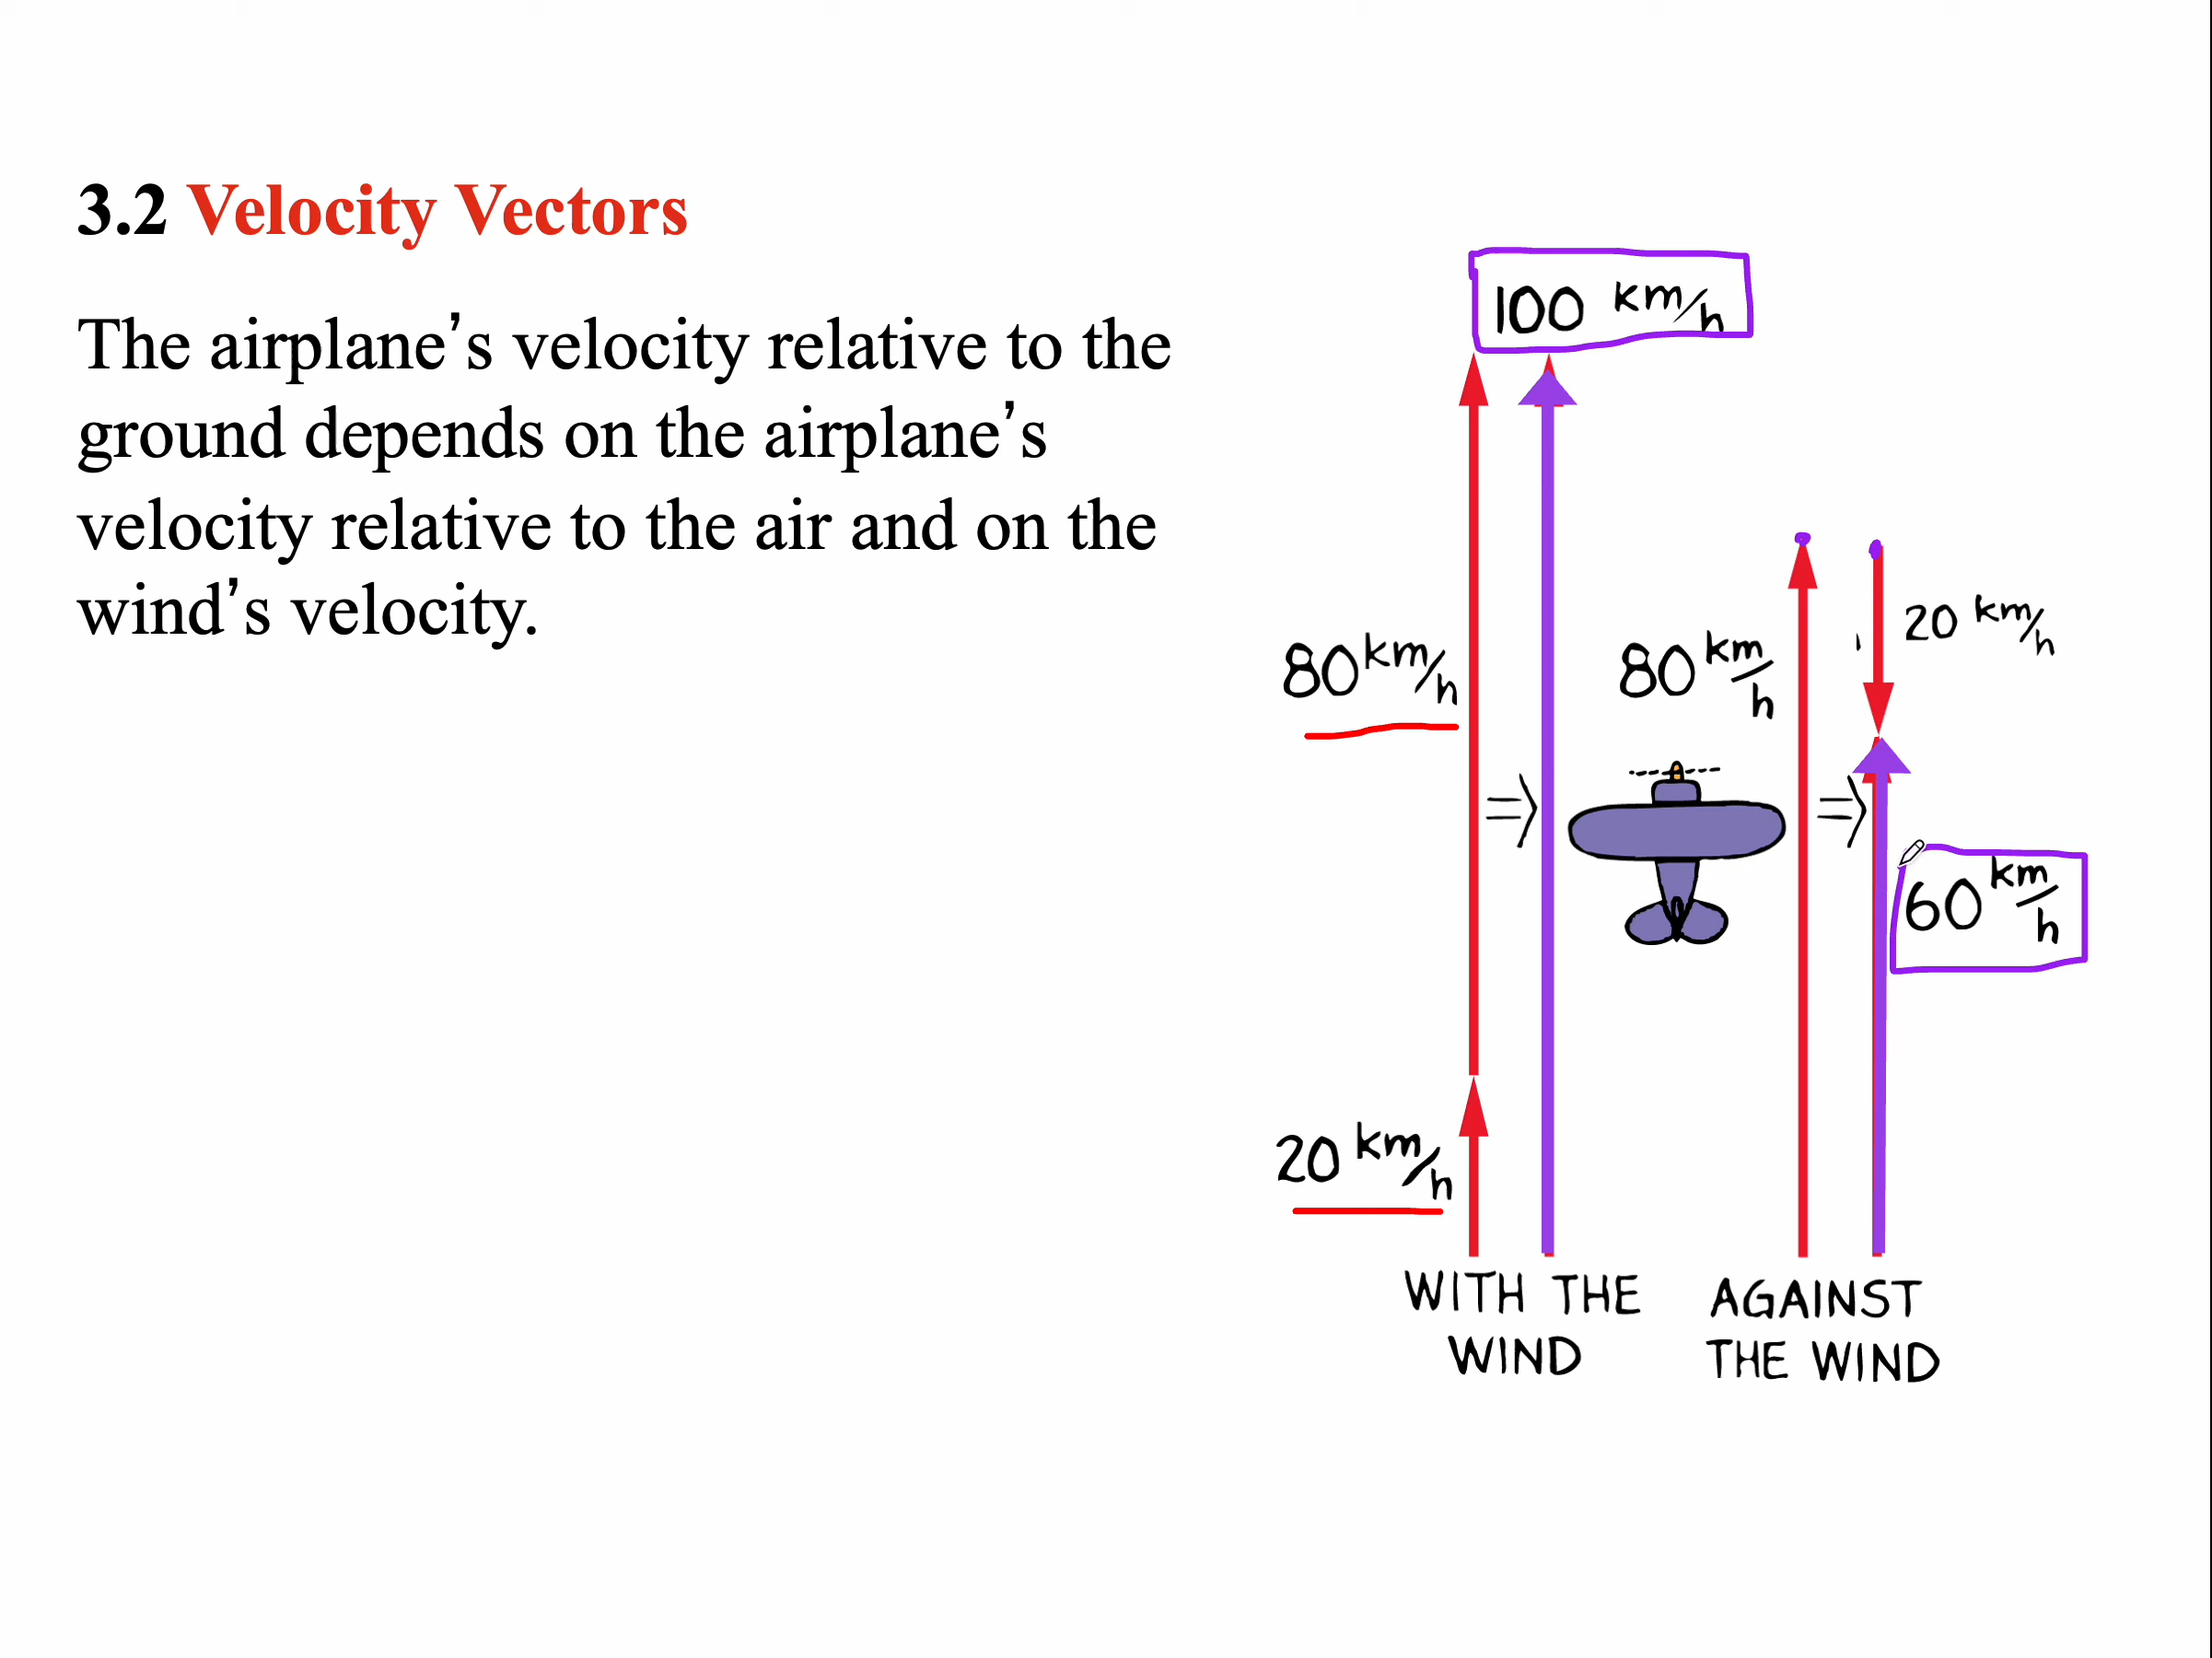 3.2 Velocity Vectors
The airplane’s velocity relative to the
ground depends on the airplane’s
velocity relative to the air and on the
wind’s velocity.
100 km/h
80 km/h
20 km/h
WITH THE
WIND
80 km/h
20 km/h
60 km/h
AGAINST
THE WIND